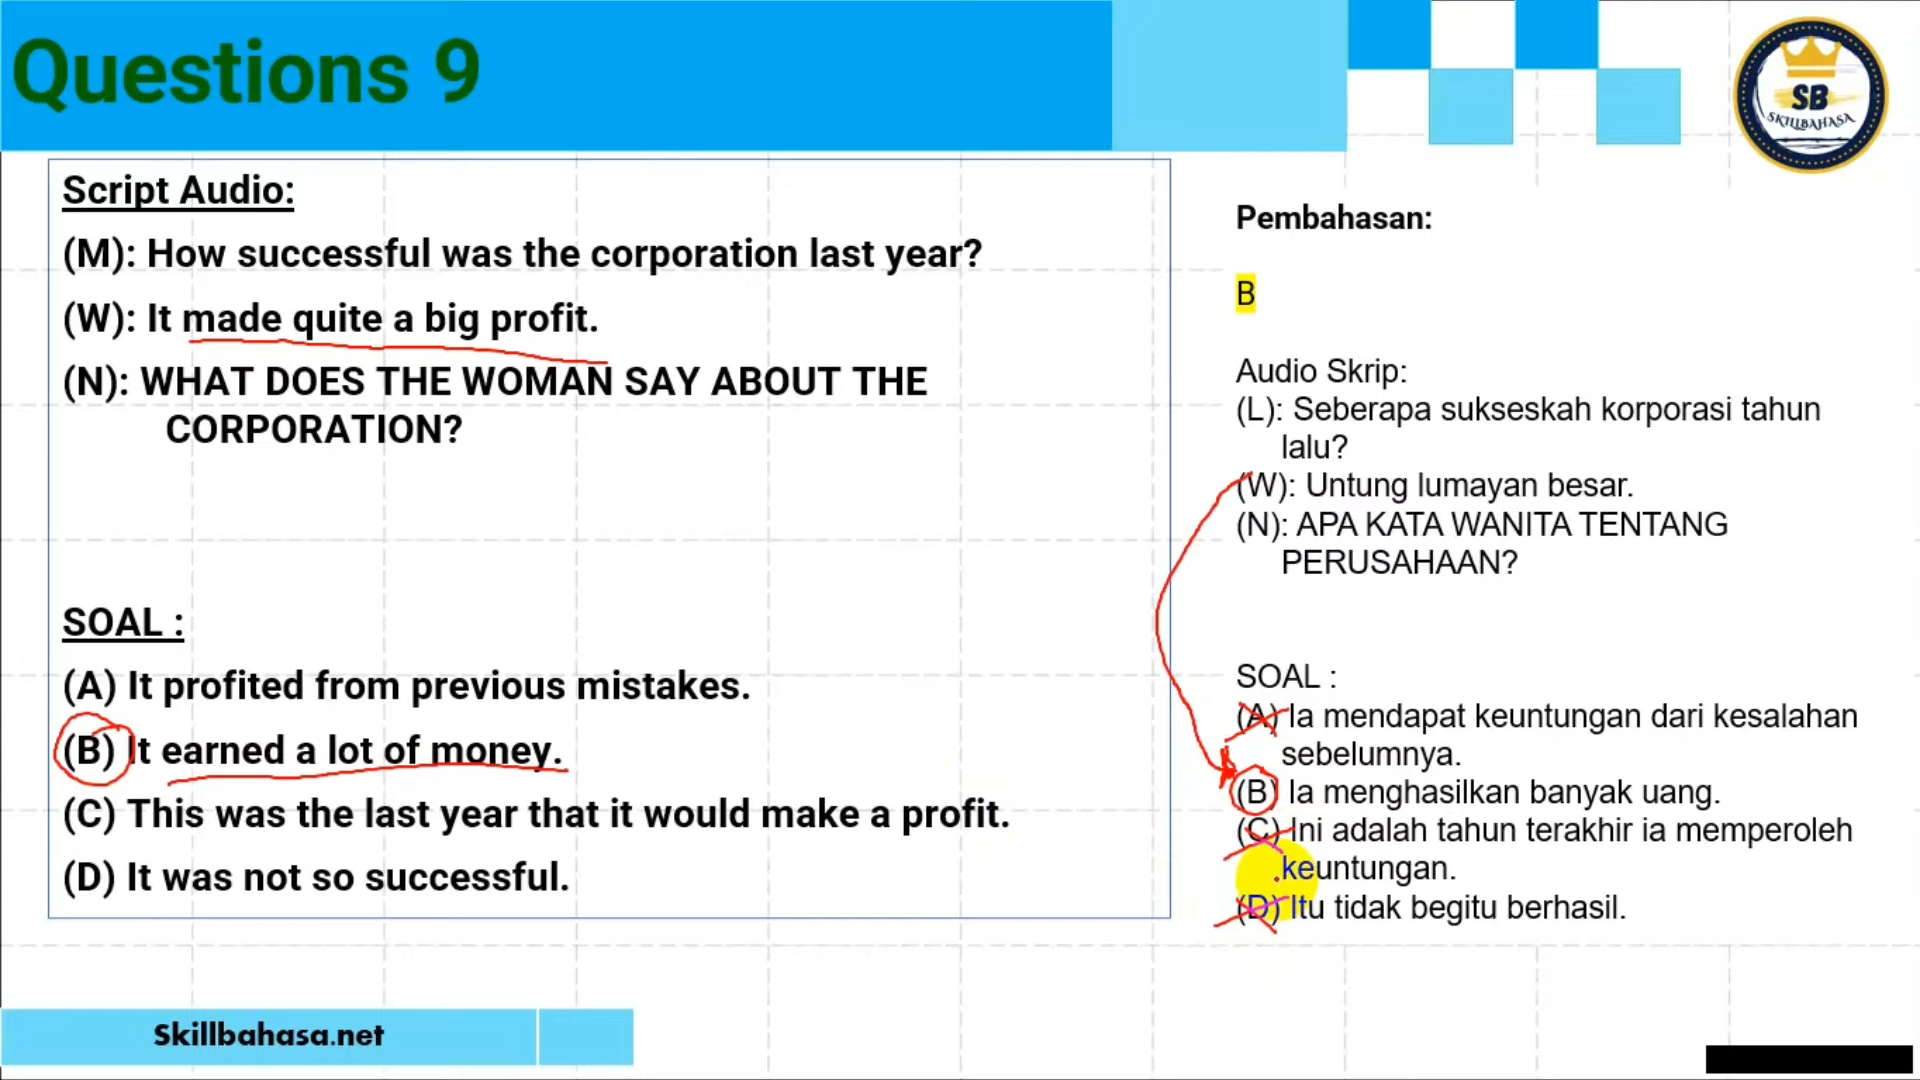 Questions 9
SB
SKILLBAHASA
Script Audio:
(M): How successful was the corporation last year?
(W): It made quite a big profit.
(N): WHAT DOES THE WOMAN SAY ABOUT THE
CORPORATION?
SOAL :
(A) It profited from previous mistakes.
(B) It earned a lot of money.
(C) This was the last year that it would make a profit.
(D) It was not so successful.
Pembahasan:
B
Audio Skrip:
(L): Seberapa sukseskah korporasi tahun
lalu?
(W): Untung lumayan besar.
(N): APA KATA WANITA TENTANG
PERUSAHAAN?
SOAL :
(A) Ia mendapat keuntungan dari kesalahan
sebelumnya.
(B) Ia menghasilkan banyak uang.
(C) Ini adalah tahun terakhir ia memperoleh
keuntungan.
(D) Itu tidak begitu berhasil.
Skillbahasa.net